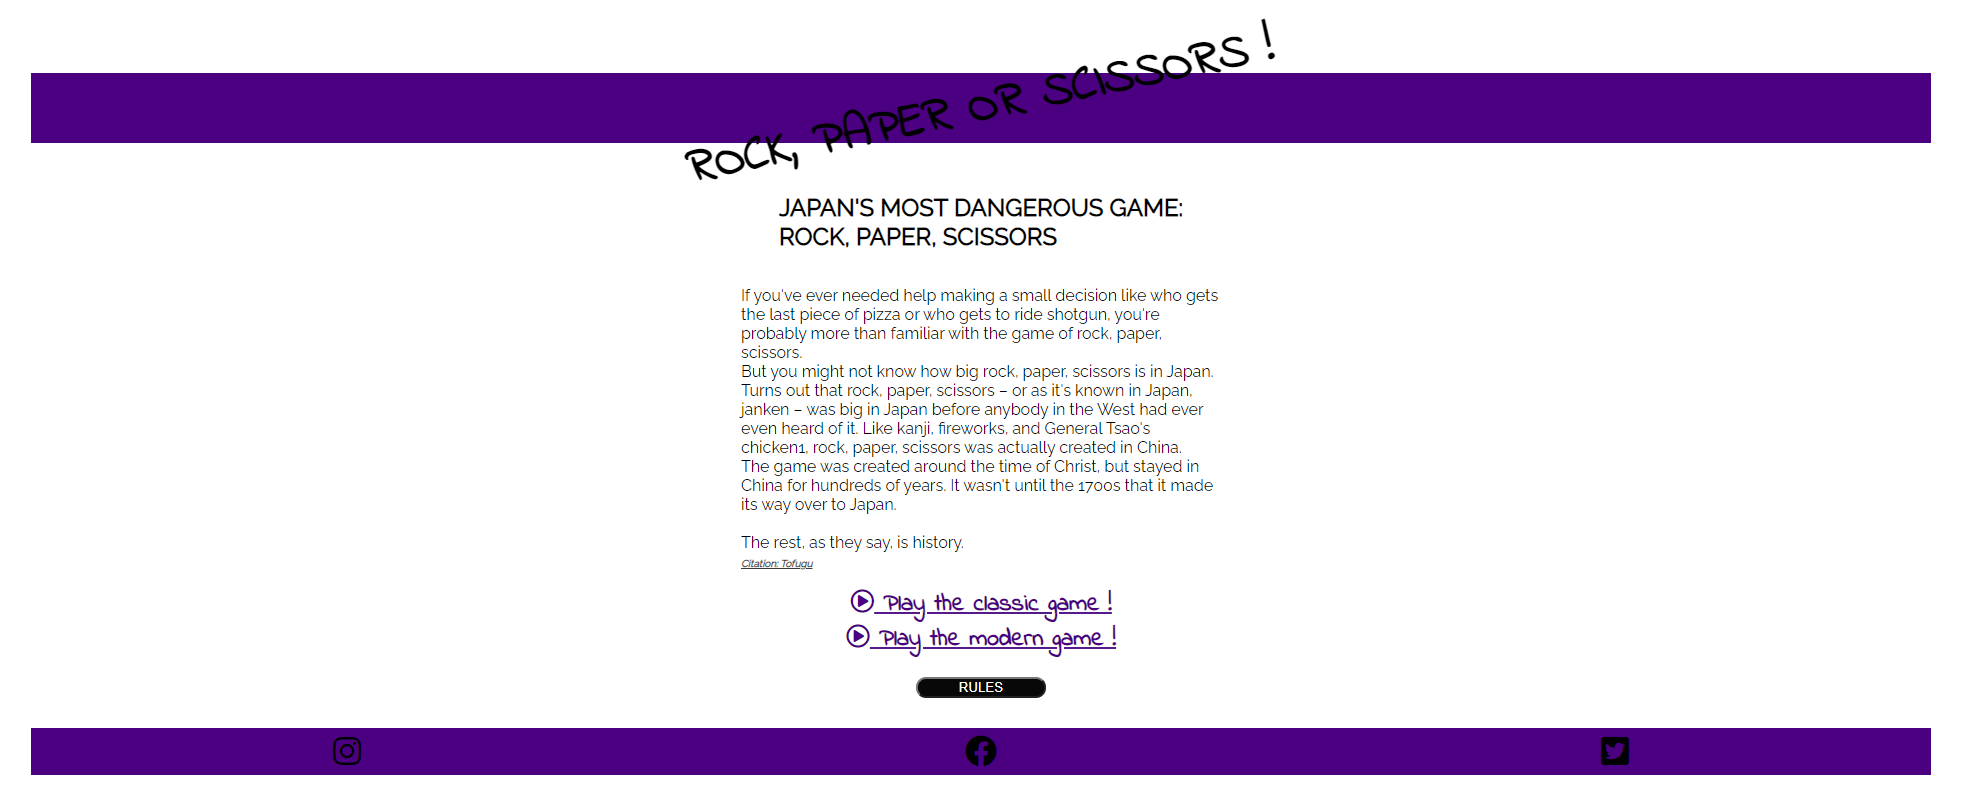 ROCK, PAPER OR SCISSORS !
JAPAN'S MOST DANGEROUS GAME:
ROCK, PAPER, SCISSORS
If you've ever needed help making a small decision like who gets
the last piece of pizza or who gets to ride shotgun, you're
probably more than familiar with the game of rock, paper,
scissors.
But you might not know how big rock, paper, scissors is in Japan.
Turns out that rock, paper, scissors – or as it's known in Japan,
janken – was big in Japan before anybody in the West had ever
even heard of it. Like kanji, fireworks, and General Tsao's
chicken1, rock, paper, scissors was actually created in China.
The game was created around the time of Christ, but stayed in
China for hundreds of years. It wasn't until the 1700s that it made
its way over to Japan.
The rest, as they say, is history.
Citation: Tofugu
Play the classic game !
Play the modern game !
RULES